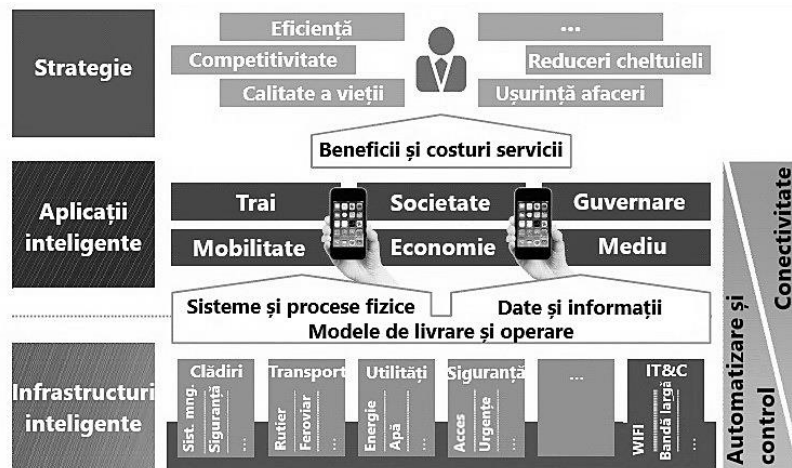 Strategie
Eficiență
...
Competitivitate
Reduceri cheltuieli
Calitate a vieții
Ușurință afaceri
Beneficii și costuri servicii
Aplicații
inteligente
Trai
Societate
Guvernare
Mobilitate
Economie
Mediu
Sisteme și procese fizice
Date și informații
Modele de livrare și operare
Infrastructuri
inteligente
Clădiri
Sist. mng.
Siguranță
...
Transport
Rutier
Feroviar
...
Utilități
Energie
Apă
...
Siguranță
Acces
Urgențe
...
...
IT&C
WIFI
Bandă largă
...
Automatizare și
control
Conectivitate